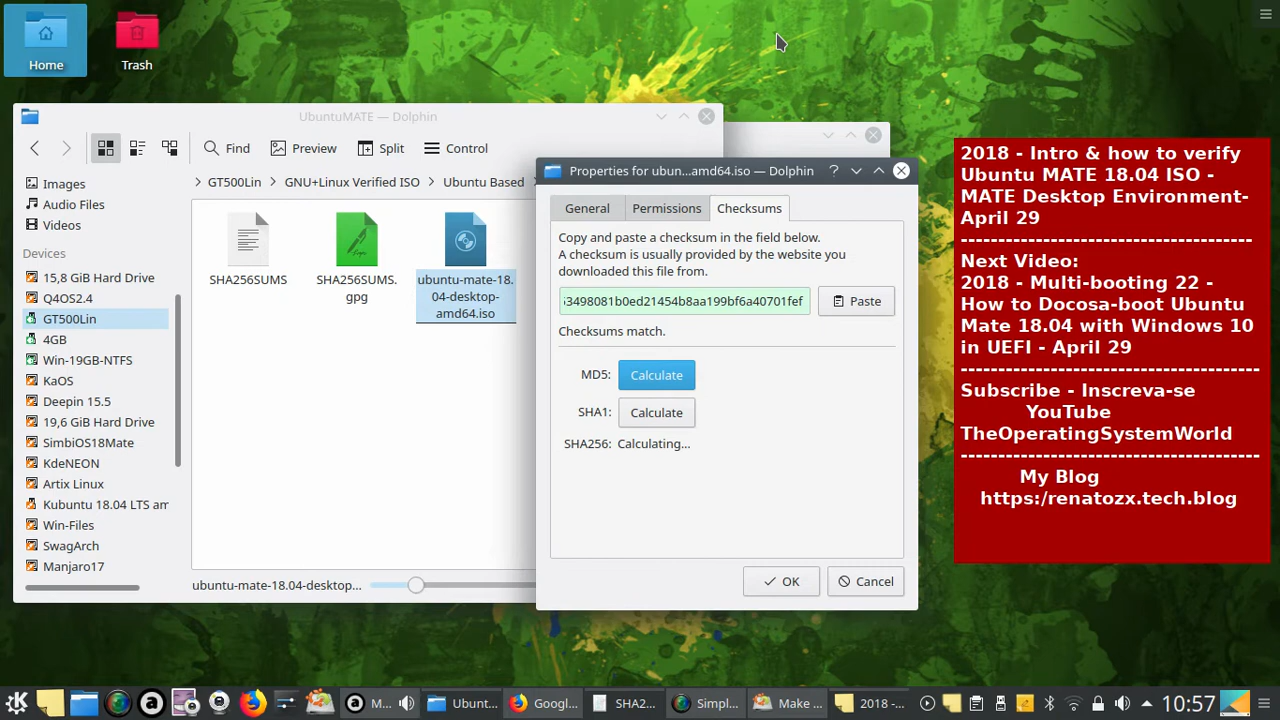 Home
Trash
UbuntuMATE — Dolphin
Find
Preview
Split
Control
Images
Audio Files
Videos
Devices
15,8 GiB Hard Drive
Q4OS2.4
GT500Lin
4GB
Win-19GB-NTFS
KaOS
Deepin 15.5
19,6 GiB Hard Drive
SimbiOS18Mate
KdeNEON
Artix Linux
Kubuntu 18.04 LTS am
Win-Files
SwagArch
Manjaro17
GT500Lin
GNU+Linux Verified ISO
Ubuntu Based
SHA256SUMS
SHA256SUMS.
gpg
ubuntu-mate-18.
04-desktop-
amd64.iso
ubuntu-mate-18.04-desktop...
Properties for ubun...amd64.iso — Dolphin
General
Permissions
Checksums
Copy and paste a checksum in the field below.
A checksum is usually provided by the website you
downloaded this file from.
3498081b0ed21454b8aa199bf6a40701fef
Paste
Checksums match.
MD5:
Calculate
SHA1:
Calculate
SHA256:
Calculating...
OK
Cancel
2018 - Intro & how to verify
Ubuntu MATE 18.04 ISO -
MATE Desktop Environment-
April 29
---------------------------------------
Next Video:
2018 - Multi-booting 22 -
How to Docosa-boot Ubuntu
Mate 18.04 with Windows 10
in UEFI - April 29
----------------------------------------
Subscribe - Inscreva-se
YouTube
TheOperatingSystemWorld
----------------------------------------
My Blog
https:/renatozx.tech.blog
M...
Ubunt...
Googl...
SHA2...
Simpl...
Make ...
2018 -...
10:57